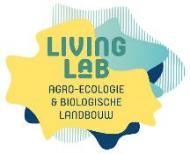 LIVING
LAB
AGRO-ECOLOGIE
& BIOLOGISCHE
LANDBOUW